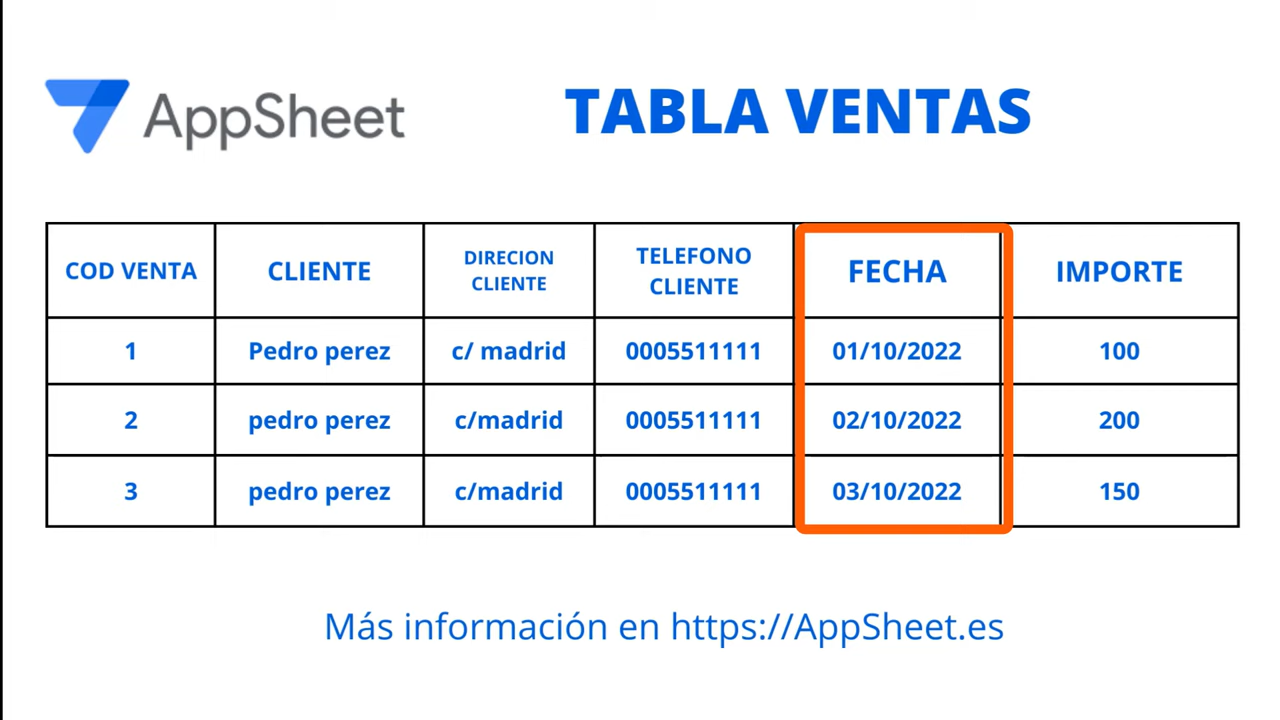 AppSheet
TABLA VENTAS
COD VENTA CLIENTE DIRECION CLIENTE TELEFONO CLIENTE FECHA IMPORTE
1 Pedro perez c/ madrid 0005511111 01/10/2022 100
2 pedro perez c/madrid 0005511111 02/10/2022 200
3 pedro perez c/madrid 0005511111 03/10/2022 150
Más información en https://AppSheet.es